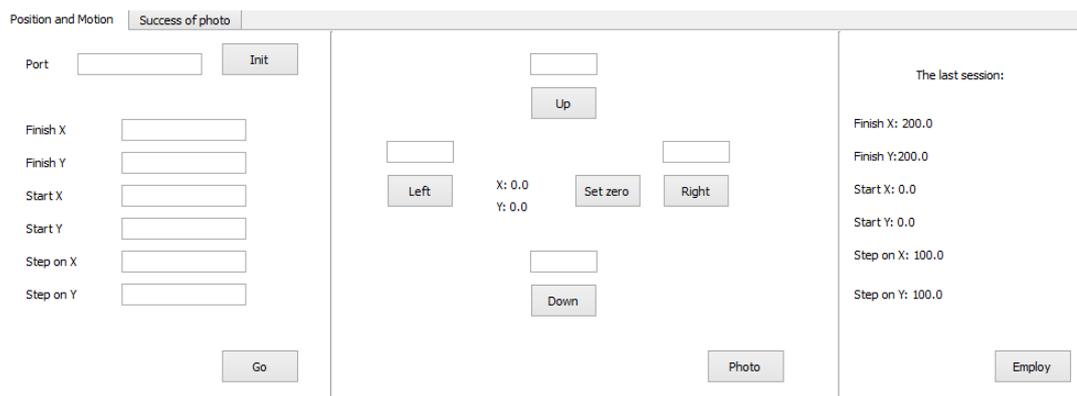 Position and Motion
Success of photo
Port
Init
Finish X
Finish Y
Start X
Start Y
Step on X
Step on Y
Go
Up
Left
X: 0.0
Y: 0.0
Set zero
Right
Down
Photo
The last session:
Finish X: 200.0
Finish Y:200.0
Start X: 0.0
Start Y: 0.0
Step on X: 100.0
Step on Y: 100.0
Employ